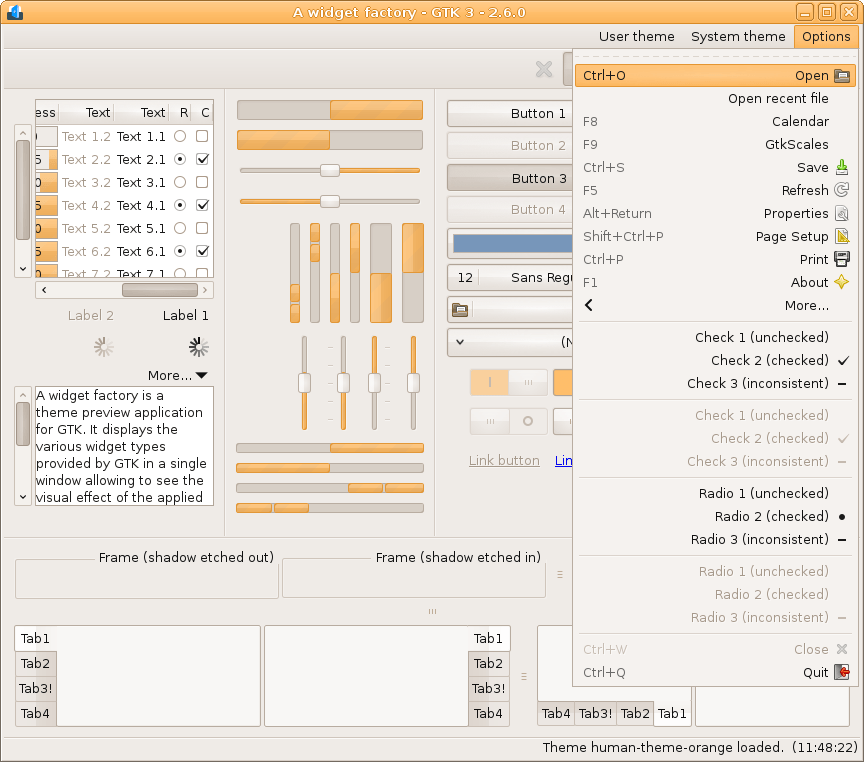 A widget factory - GTK 3 - 2.6.0
User theme System theme Options
ess Text Text R C
Text 1.2 Text 1.1
Text 2.2 Text 2.1
Text 3.2 Text 3.1
Text 4.2 Text 4.1
Text 5.2 Text 5.1
Text 6.2 Text 6.1
Text 7.2 Text 7.1
Label 2 Label 1
More...
A widget factory is a
theme preview application
for GTK. It displays the
various widget types
provided by GTK in a single
window allowing to see the
visual effect of the applied
Button 1
Button 2
Button 3
Button 4
12 Sans Regu
(N
Link button Lin
Ctrl+O Open
Open recent file
F8 Calendar
F9 GtkScales
Ctrl+S Save
F5 Refresh
Alt+Return Properties
Shift+Ctrl+P Page Setup
Ctrl+P Print
F1 About
More...
Check 1 (unchecked)
Check 2 (checked)
Check 3 (inconsistent)
Check 1 (unchecked)
Check 2 (checked)
Check 3 (inconsistent)
Radio 1 (unchecked)
Radio 2 (checked)
Radio 3 (inconsistent)
Radio 1 (unchecked)
Radio 2 (checked)
Radio 3 (inconsistent)
Ctrl+W Close
Ctrl+Q Quit
Frame (shadow etched out) Frame (shadow etched in)
Tab1
Tab2
Tab3!
Tab4
Tab1
Tab2
Tab3!
Tab4
Tab4 Tab3! Tab2 Tab1
Theme human-theme-orange loaded. (11:48:22)